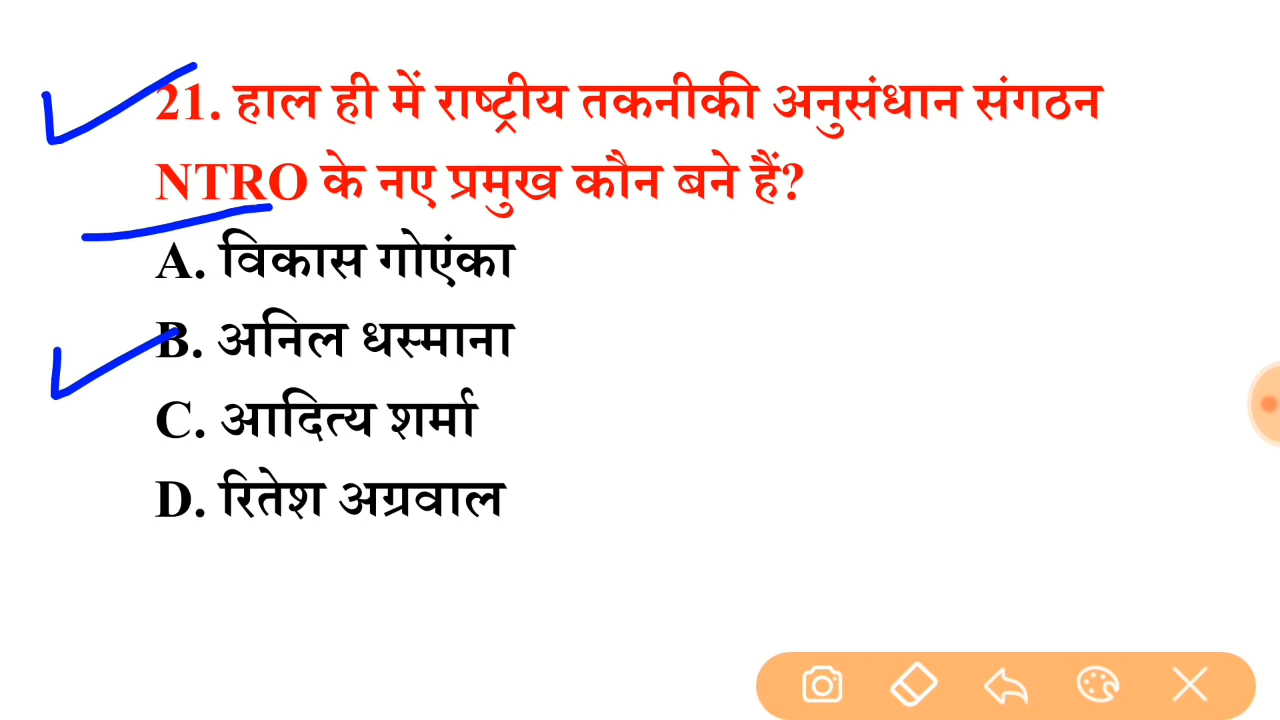 21. हाल ही में राष्ट्रीय तकनीकी अनुसंधान संगठन
NTRO के नए प्रमुख कौन बने हैं?
A. विकास गोएंका
B. अनिल धस्माना
C. आदित्य शर्मा
D. रितेश अग्रवाल